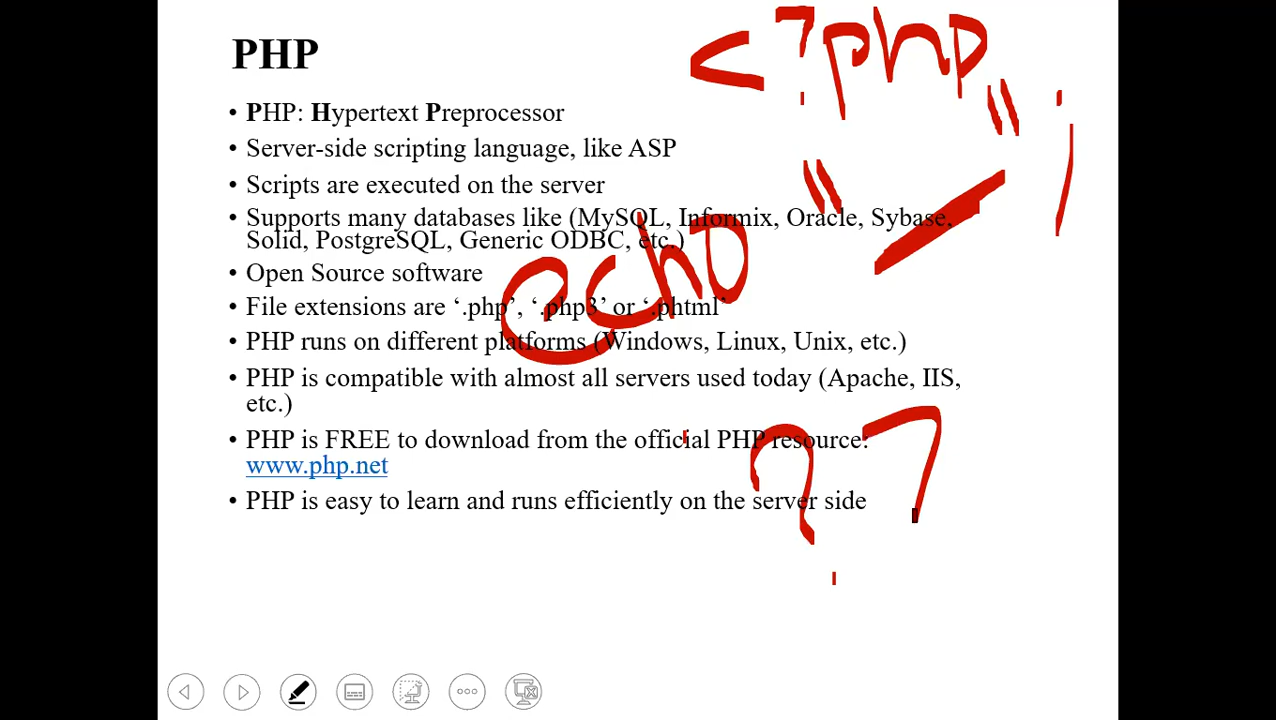 PHP
<?php
• PHP: Hypertext Preprocessor
• Server-side scripting language, like ASP
• Scripts are executed on the server
" " ;
• Supports many databases like (MySQL, Informix, Oracle, Sybase,
Solid, PostgreSQL, Generic ODBC, etc.)
echo
• Open Source software
• File extensions are ‘.php’, ‘.php3’ or ‘.phtml’
• PHP runs on different platforms (Windows, Linux, Unix, etc.)
• PHP is compatible with almost all servers used today (Apache, IIS,
etc.)
• PHP is FREE to download from the official PHP resource:
www.php.net
• PHP is easy to learn and runs efficiently on the server side
?